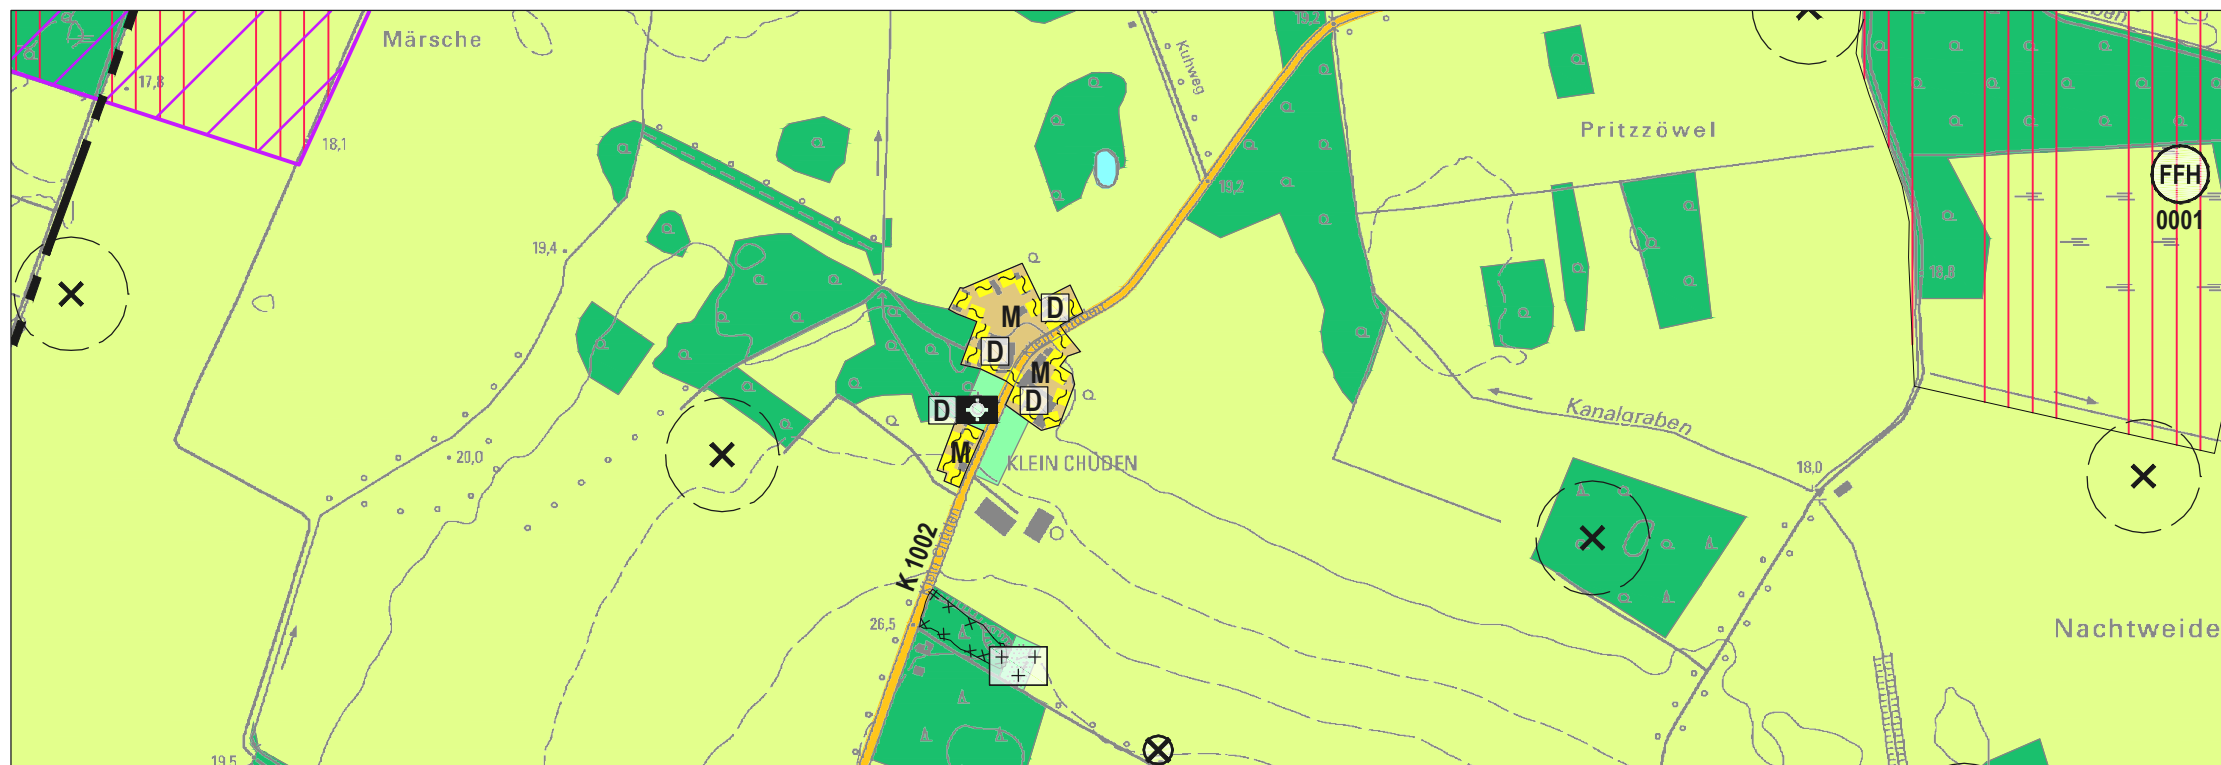 Märsche
17,8
18,1
19,4
20,0
19,5
Kuhweg
19,2
18,2
Pritzzöwel
FFH
0001
18,8
M
D
D
M
D
D
M
KLEIN CHÜDEN
K 1002
26,5
Kanalgraben
18,0
Nachtweide